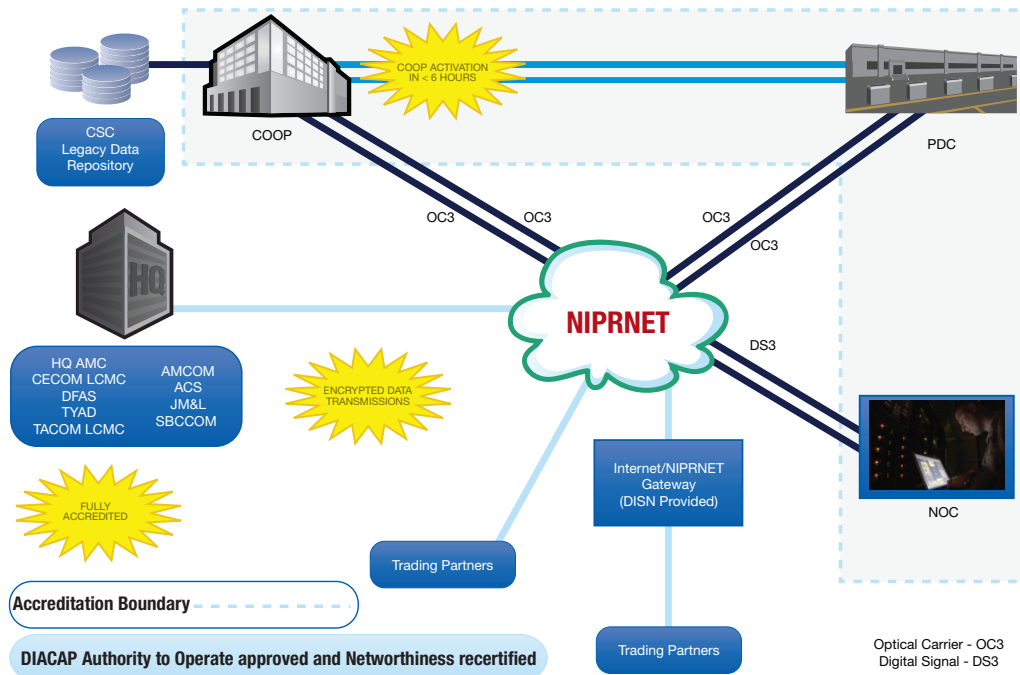 COOP ACTIVATION
IN < 6 HOURS
COOP
PDC
CSC
Legacy Data
Repository
OC3
OC3
OC3
OC3
HQ
NIPRNET
DS3
HQ AMC
CECOM LCMC
DFAS
TYAD
TACOM LCMC
AMCOM
ACS
JM&L
SBCCOM
ENCRYPTED DATA
TRANSMISSIONS
Internet/NIPRNET
Gateway
(DISN Provided)
NOC
FULLY
ACCREDITED
Trading Partners
Accreditation Boundary
DIACAP Authority to Operate approved and Networthiness recertified
Trading Partners
Optical Carrier - OC3
Digital Signal - DS3